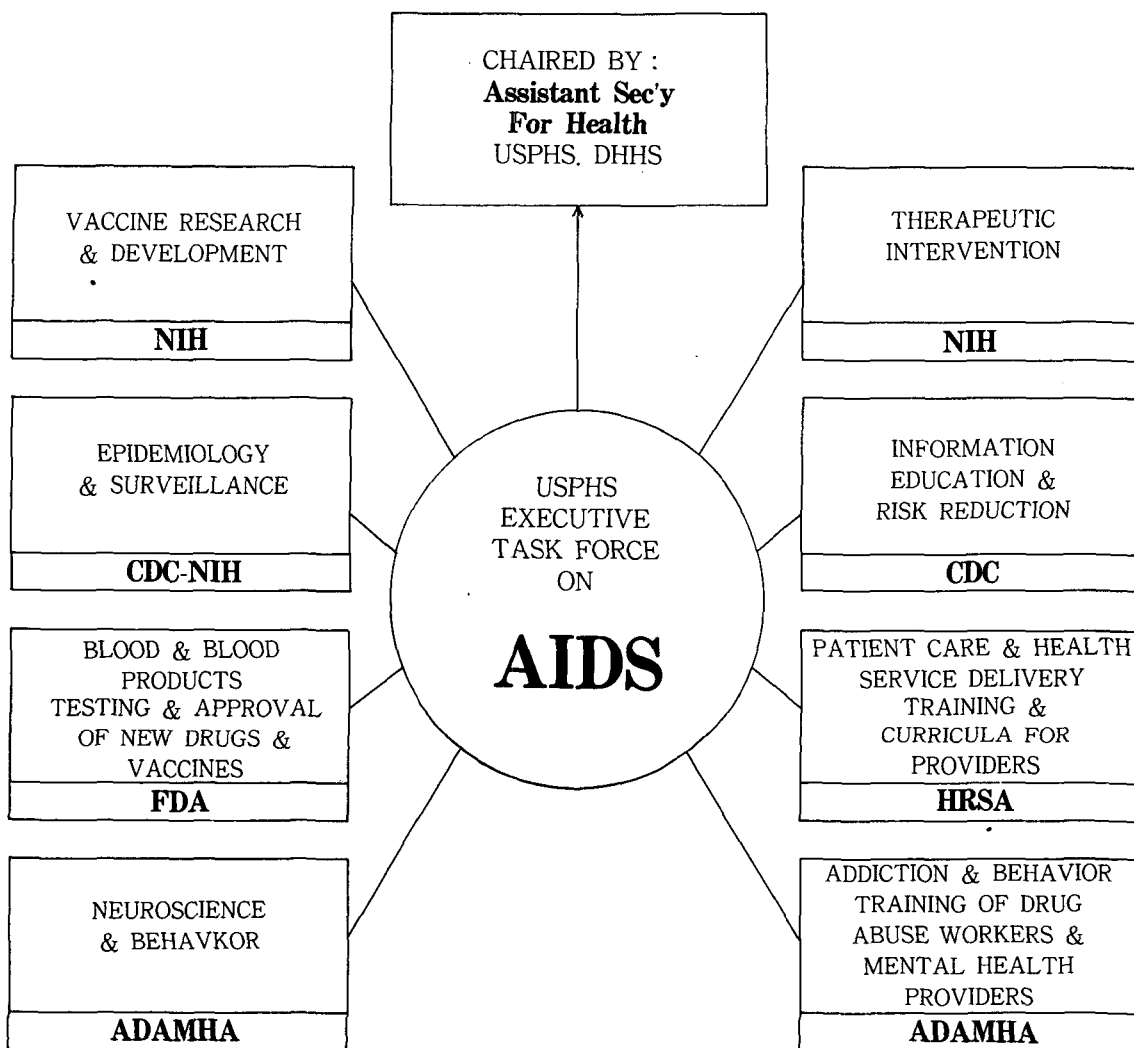 CHAIRED BY :
Assistant Sec'y
For Health
USPHS, DHHS
VACCINE RESEARCH
& DEVELOPMENT
NIH
THERAPEUTIC
INTERVENTION
NIH
EPIDEMIOLOGY
& SURVEILLANCE
CDC-NIH
USPHS
EXECUTIVE
TASK FORCE
ON
AIDS
INFORMATION
EDUCATION &
RISK REDUCTION
CDC
BLOOD & BLOOD
PRODUCTS
TESTING & APPROVAL
OF NEW DRUGS &
VACCINES
FDA
PATIENT CARE & HEALTH
SERVICE DELIVERY
TRAINING &
CURRICULA FOR
PROVIDERS
HRSA
NEUROSCIENCE
& BEHAVKOR
ADAMHA
ADDICTION & BEHAVIOR
TRAINING OF DRUG
ABUSE WORKERS &
MENTAL HEALTH
PROVIDERS
ADAMHA